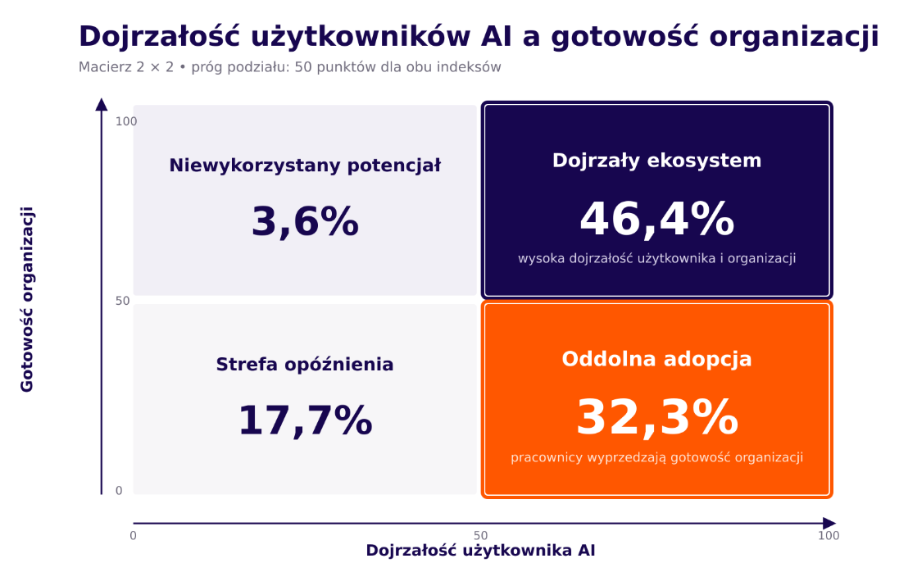 Dojrzałość użytkowników AI a gotowość organizacji
Macierz 2 × 2 • próg podziału: 50 punktów dla obu indeksów
100
Niewykorzystany potencjał
3,6%
Dojrzały ekosystem
46,4%
wysoka dojrzałość użytkownika i organizacji
Gotowość organizacji
50
Strefa opóźnienia
17,7%
Oddolna adopcja
32,3%
pracownicy wyprzedzają gotowość organizacji
0
0
50
100
Dojrzałość użytkownika AI